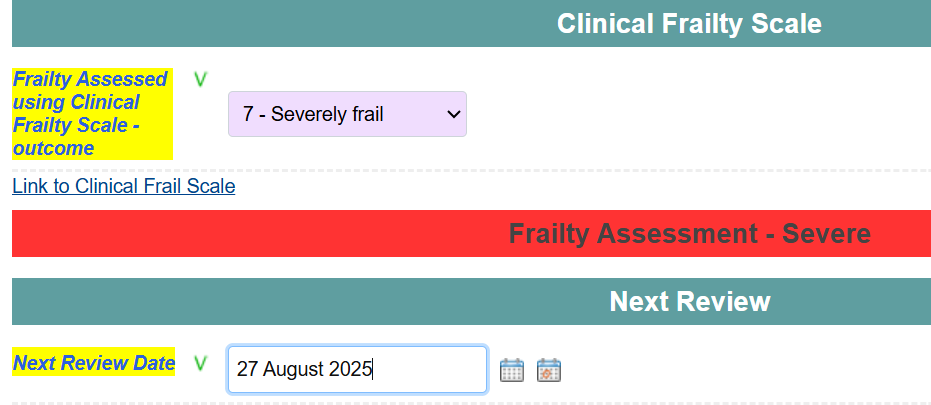 Clinical Frailty Scale
Frailty Assessed
using Clinical
Frailty Scale -
outcome
V
7 - Severely frail
Link to Clinical Frail Scale
Frailty Assessment - Severe
Next Review
Next Review Date
V
27 August 2025